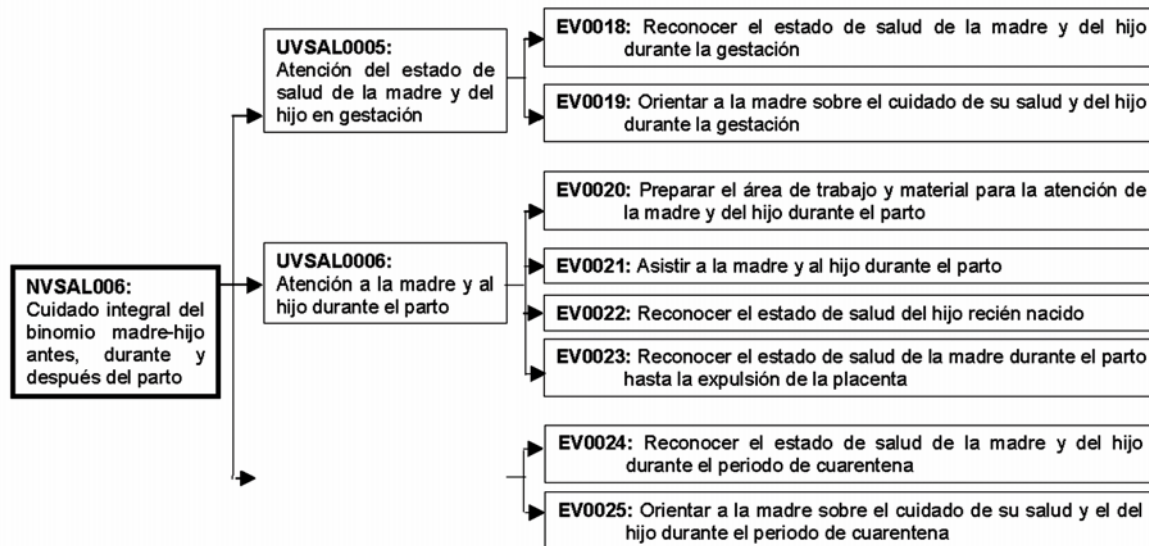 UVSAL0005:
Atención del estado de
salud de la madre y del
hijo en gestación
EV0018: Reconocer el estado de salud de la madre y del hijo
durante la gestación
EV0019: Orientar a la madre sobre el cuidado de su salud y del hijo
durante la gestación
NVSAL006:
Cuidado integral del
binomio madre-hijo
antes, durante y
después del parto
UVSAL0006:
Atención a la madre y al
hijo durante el parto
EV0020: Preparar el área de trabajo y material para la atención de
la madre y del hijo durante el parto
EV0021: Asistir a la madre y al hijo durante el parto
EV0022: Reconocer el estado de salud del hijo recién nacido
EV0023: Reconocer el estado de salud de la madre durante el parto
hasta la expulsión de la placenta
EV0024: Reconocer el estado de salud de la madre y del hijo
durante el periodo de cuarentena
EV0025: Orientar a la madre sobre el cuidado de su salud y el del
hijo durante el periodo de cuarentena